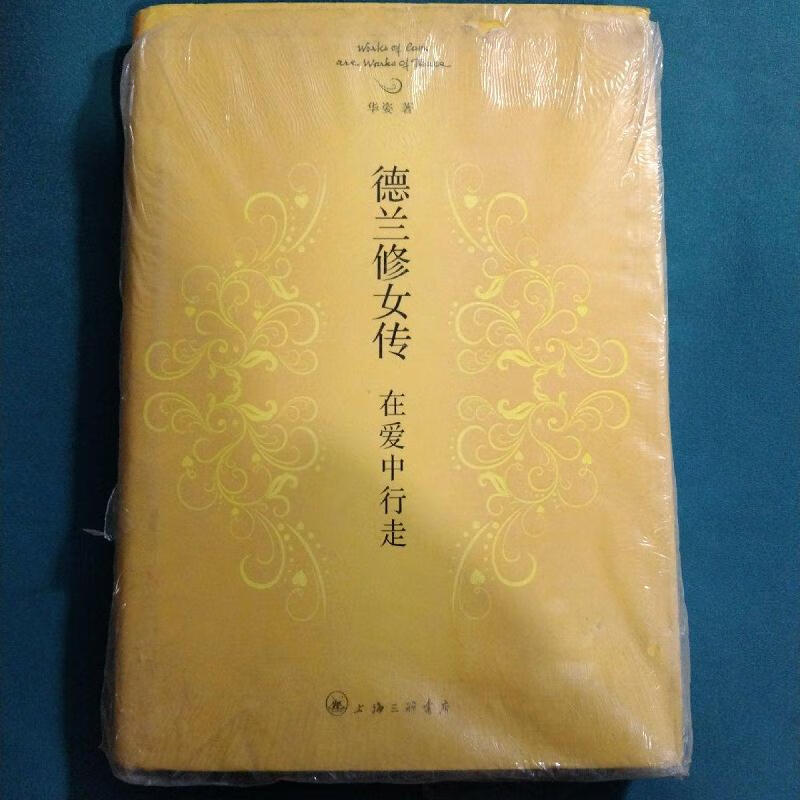 Works of Love
are Works of Peace
华姿 著
德兰修女传
在爱中行走
上海三联书店